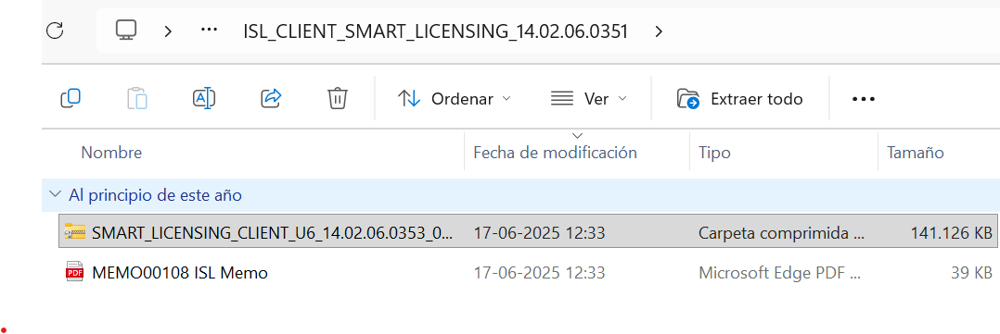 ISL_CLIENT_SMART_LICENSING_14.02.06.0351
Ordenar Ver Extraer todo
Nombre Fecha de modificación Tipo Tamaño
Al principio de este año
SMART_LICENSING_CLIENT_U6_14.02.06.0353_0... 17-06-2025 12:33 Carpeta comprimida ... 141.126 KB
PDF MEMO00108 ISL Memo 17-06-2025 12:33 Microsoft Edge PDF ... 39 KB